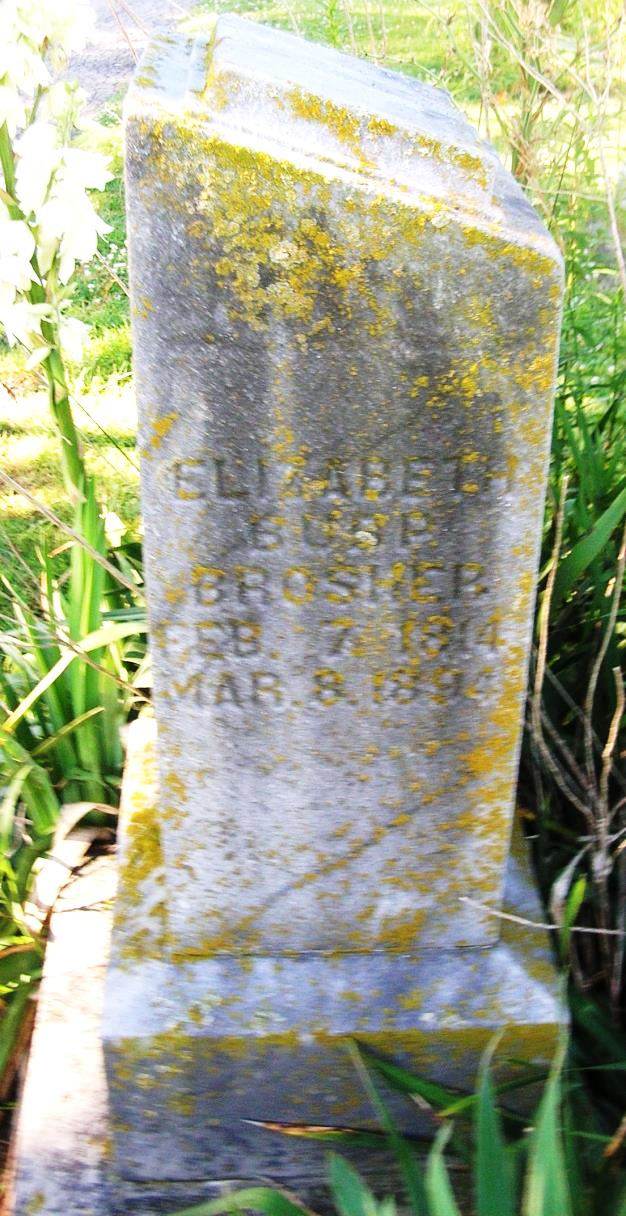 ELIZABETH
BROSHER
FEB. 7. 1814
MAR. 8. 1894